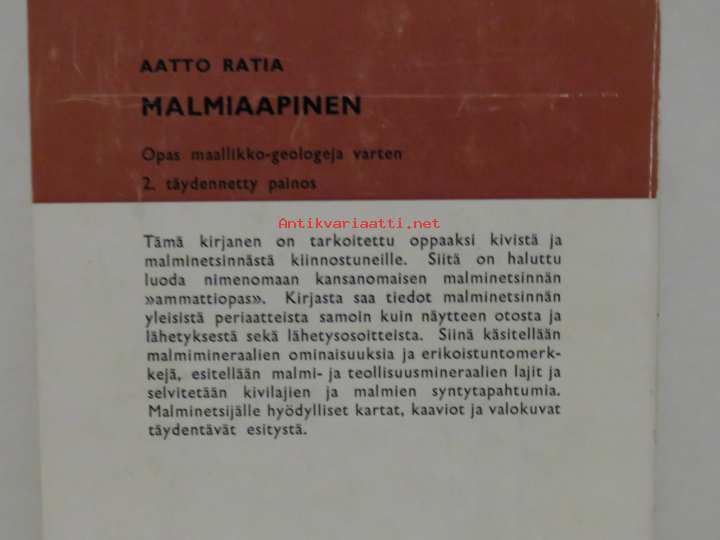 AATTO RATIA
MALMIAAPINEN
Opas maallikko-geologeja varten
2. täydennetty painos
Antikvariaatti.net
Tämä kirjanen on tarkoitettu oppaaksi kivistä ja
malminetsinnästä kiinnostuneille. Siitä on haluttu
luoda nimenomaan kansanomaisen malminetsinnän
»ammattiopas». Kirjasta saa tiedot malminetsinnän
yleisistä periaatteista samoin kuin näytteen otosta ja
lähetyksestä sekä lähetysosoitteista. Siinä käsitellään
malmimineraalien ominaisuuksia ja erikoistuntomerk-
kejä, esitellään malmi- ja teollisuusmineraalien lajit ja
selvitetään kivilajien ja malmien syntytapahtumia.
Malminetsijälle hyödylliset kartat, kaaviot ja valokuvat
täydentävät esitystä.